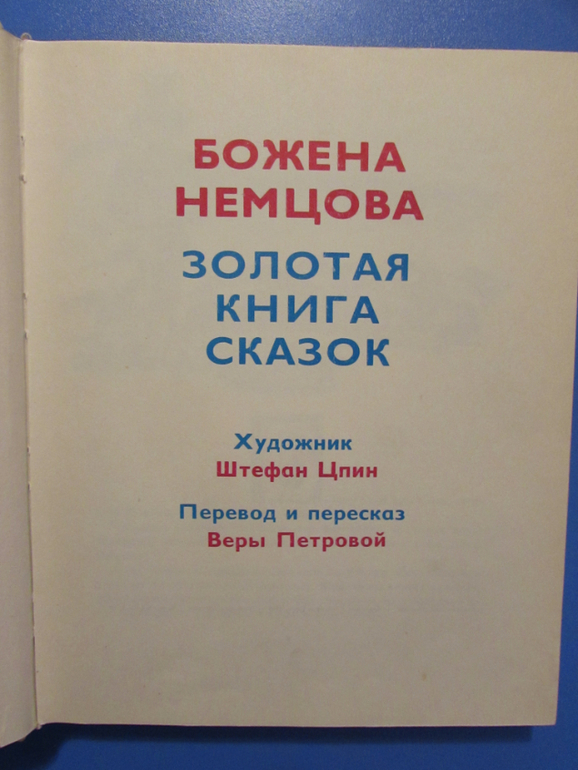 БОЖЕНА
НЕМЦОВА
ЗОЛОТАЯ
КНИГА
СКАЗОК
Художник
Штефан Цпин
Перевод и пересказ
Веры Петровой